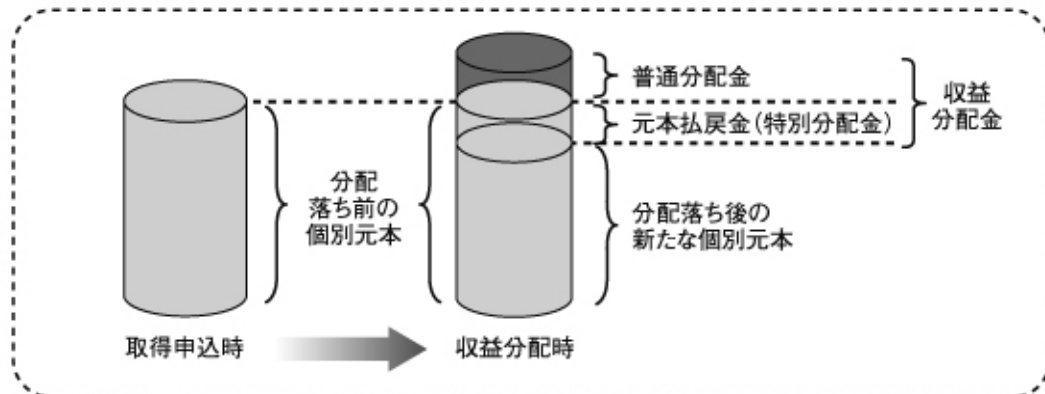 普通分配金
元本払戻金(特別分配金)
収益
分配金
分配
落ち前の
個別元本
分配落ち後の
新たな個別元本
取得申込時
収益分配時